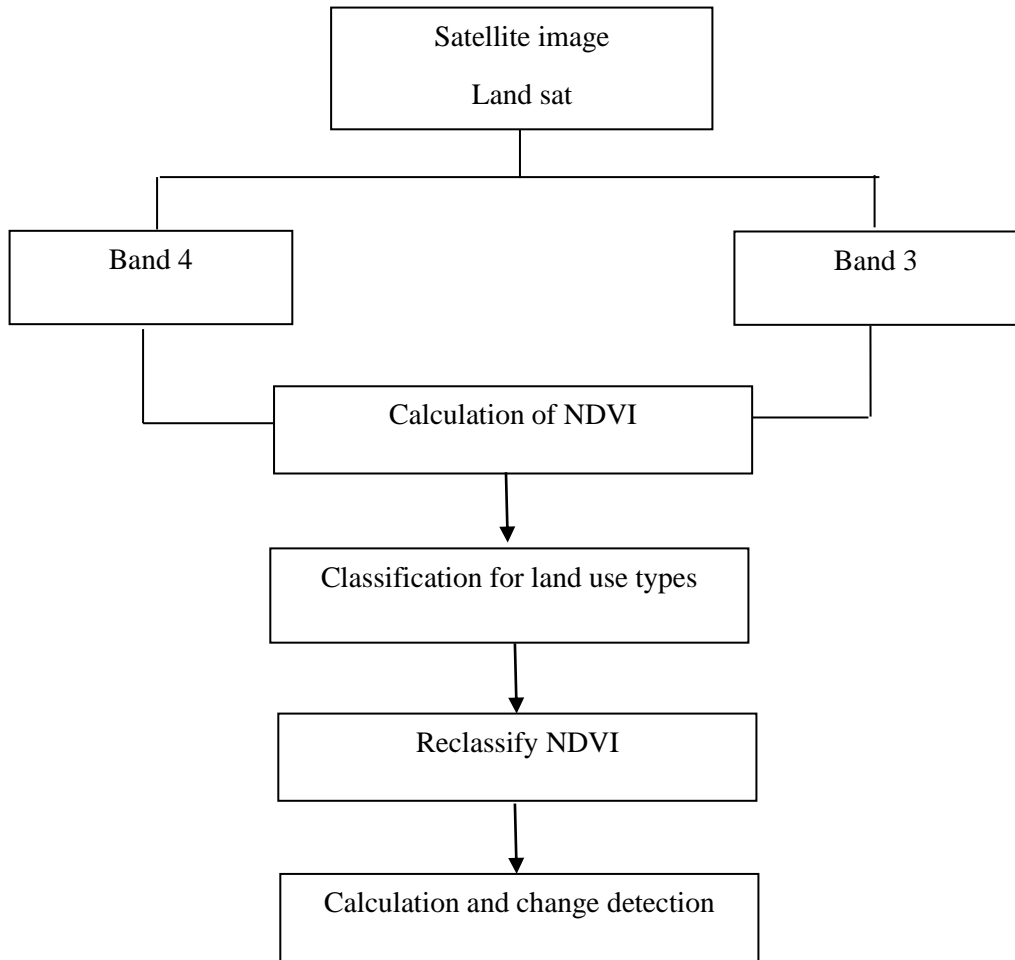 Satellite image
Land sat
Band 4
Band 3
Calculation of NDVI
Classification for land use types
Reclassify NDVI
Calculation and change detection